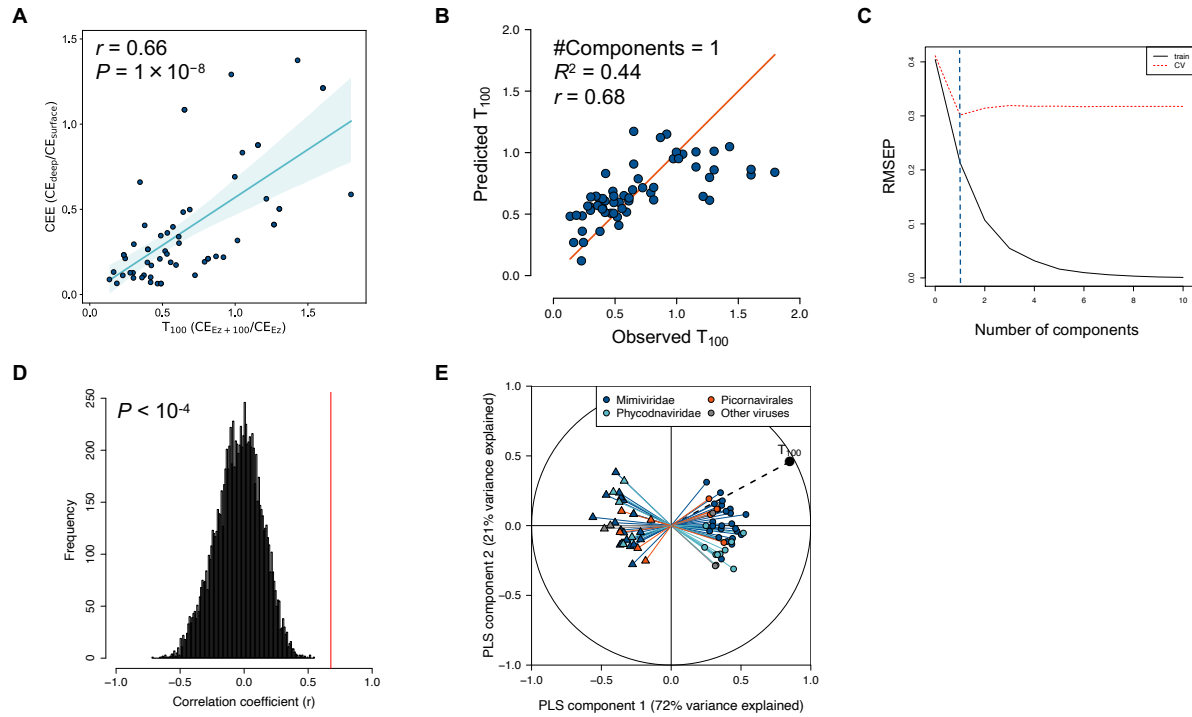 A
r = 0.66
P = 1 × 10⁻⁸
CEE (CE_deep/CE_surface)
1.5
1.0
0.5
0.0
0.0 0.5 1.0 1.5
T₁₀₀ (CE_Ez + 100/CE_Ez)
B
#Components = 1
R² = 0.44
r = 0.68
Predicted T₁₀₀
2.0
1.5
1.0
0.5
0.0
0.0 0.5 1.0 1.5 2.0
Observed T₁₀₀
C
train
CV
RMSEP
0.4
0.3
0.2
0.1
0.0
0 2 4 6 8 10
Number of components
D
P < 10⁻⁴
Frequency
250
200
150
100
50
0
−1.0 −0.5 0.0 0.5 1.0
Correlation coefficient (r)
E
Mimiviridae Picornavirales
Phycodnaviridae Other viruses
T₁₀₀
PLS component 2 (21% variance explained)
1.0
0.5
0.0
−0.5
−1.0
−1.0 −0.5 0.0 0.5 1.0
PLS component 1 (72% variance explained)